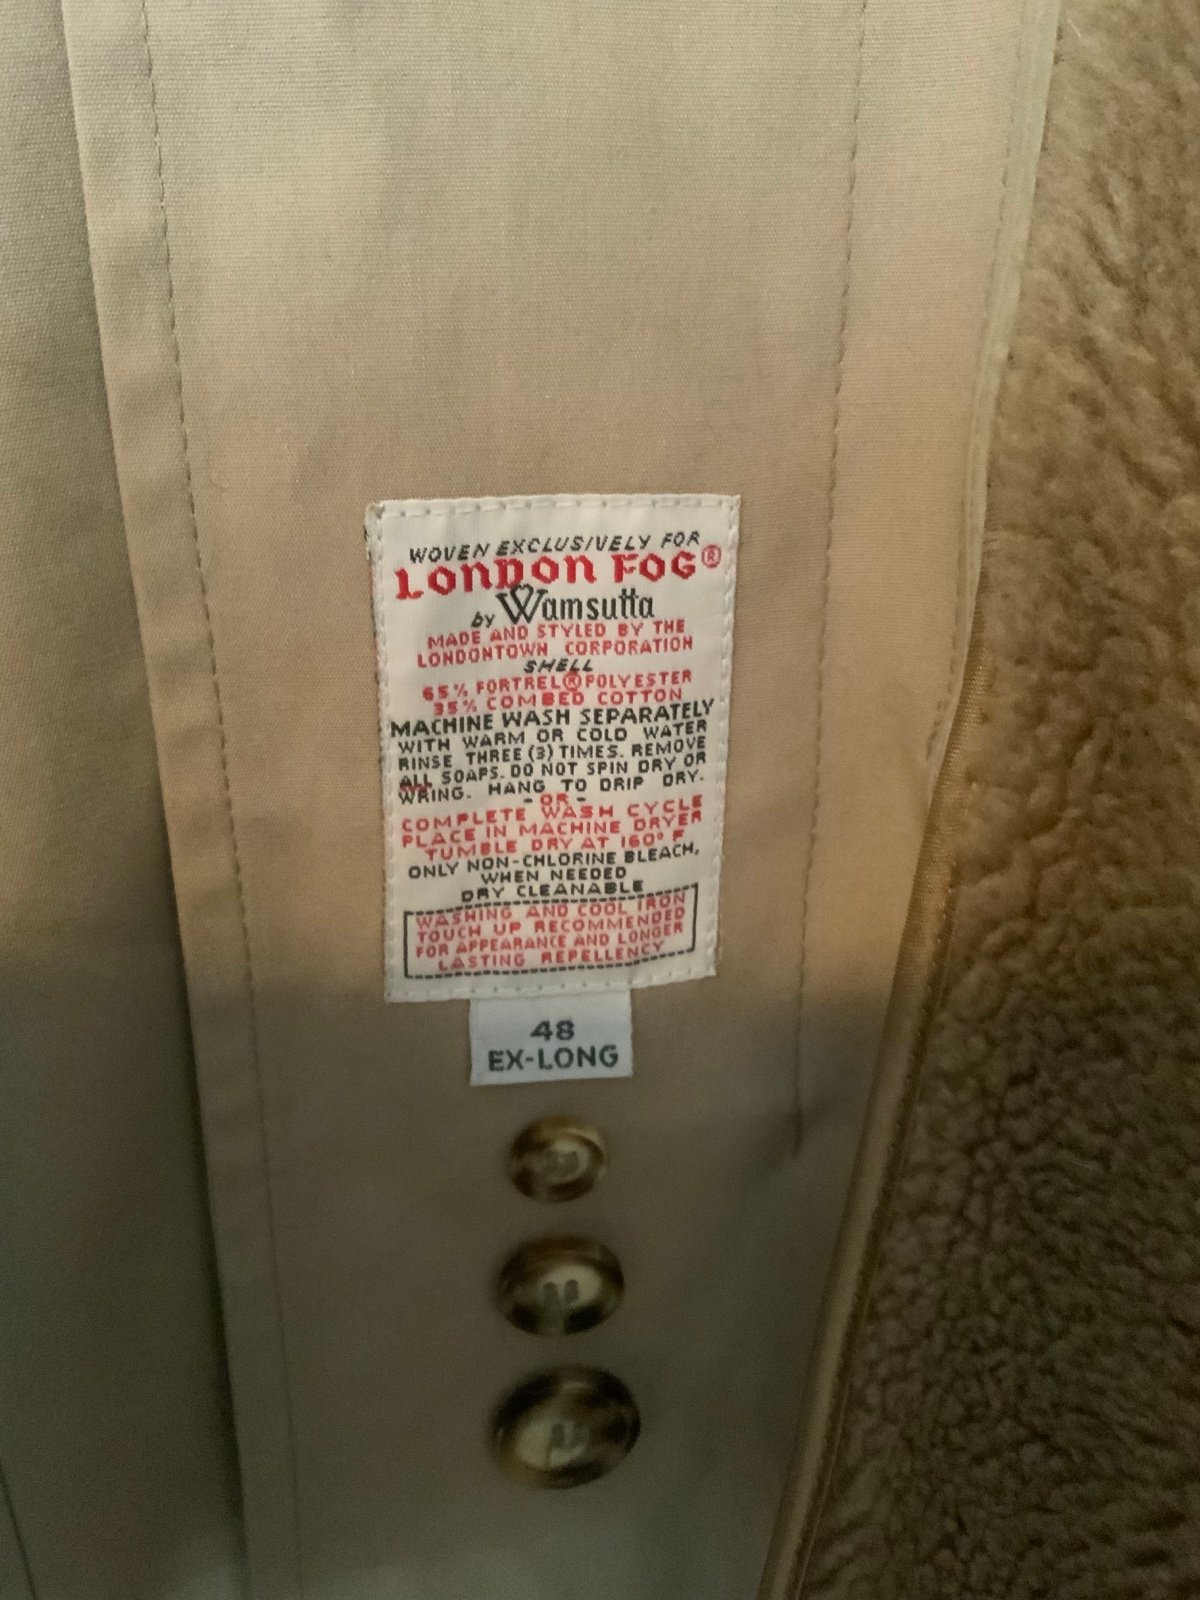 WOVEN EXCLUSIVELY FOR
LONDON FOG®
by Wamsutta
MADE AND STYLED BY THE
LONDONTOWN CORPORATION
SHELL
65% FORTREL® POLYESTER
35% COMBED COTTON
MACHINE WASH SEPARATELY
WITH WARM OR COLD WATER
RINSE THREE (3) TIMES. REMOVE
ALL SOAPS. DO NOT SPIN DRY OR
WRING. HANG TO DRIP DRY.
- OR -
COMPLETE WASH CYCLE
PLACE IN MACHINE DRYER
TUMBLE DRY AT 160° F
ONLY NON-CHLORINE BLEACH,
WHEN NEEDED
DRY CLEANABLE
WASHING AND COOL IRON
TOUCH UP RECOMMENDED
FOR APPEARANCE AND LONGER
LASTING REPELLENCY
48
EX-LONG